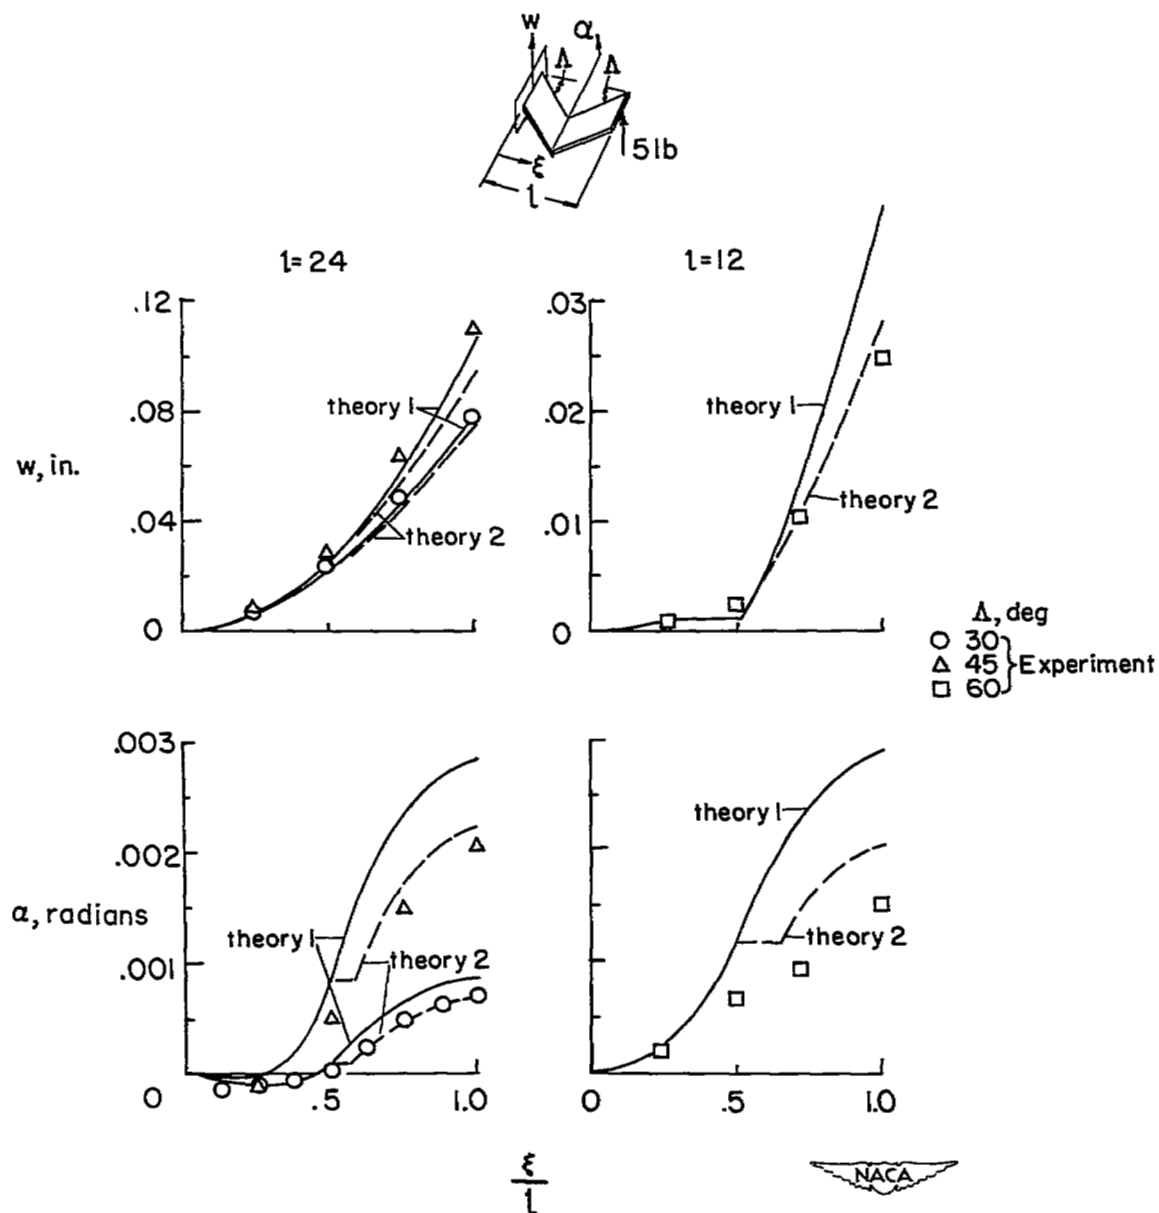 w
α
Λ
Λ
5 lb
ξ
l
l=24
l=12
.12
.08
.04
0
w, in.
theory 1
theory 2
.03
.02
.01
0
theory 1
theory 2
Λ, deg
30
45
60
Experiment
.003
.002
.001
0
α, radians
theory 1
theory 2
.5
1.0
theory 1
theory 2
0
.5
1.0
ξ
l
NACA